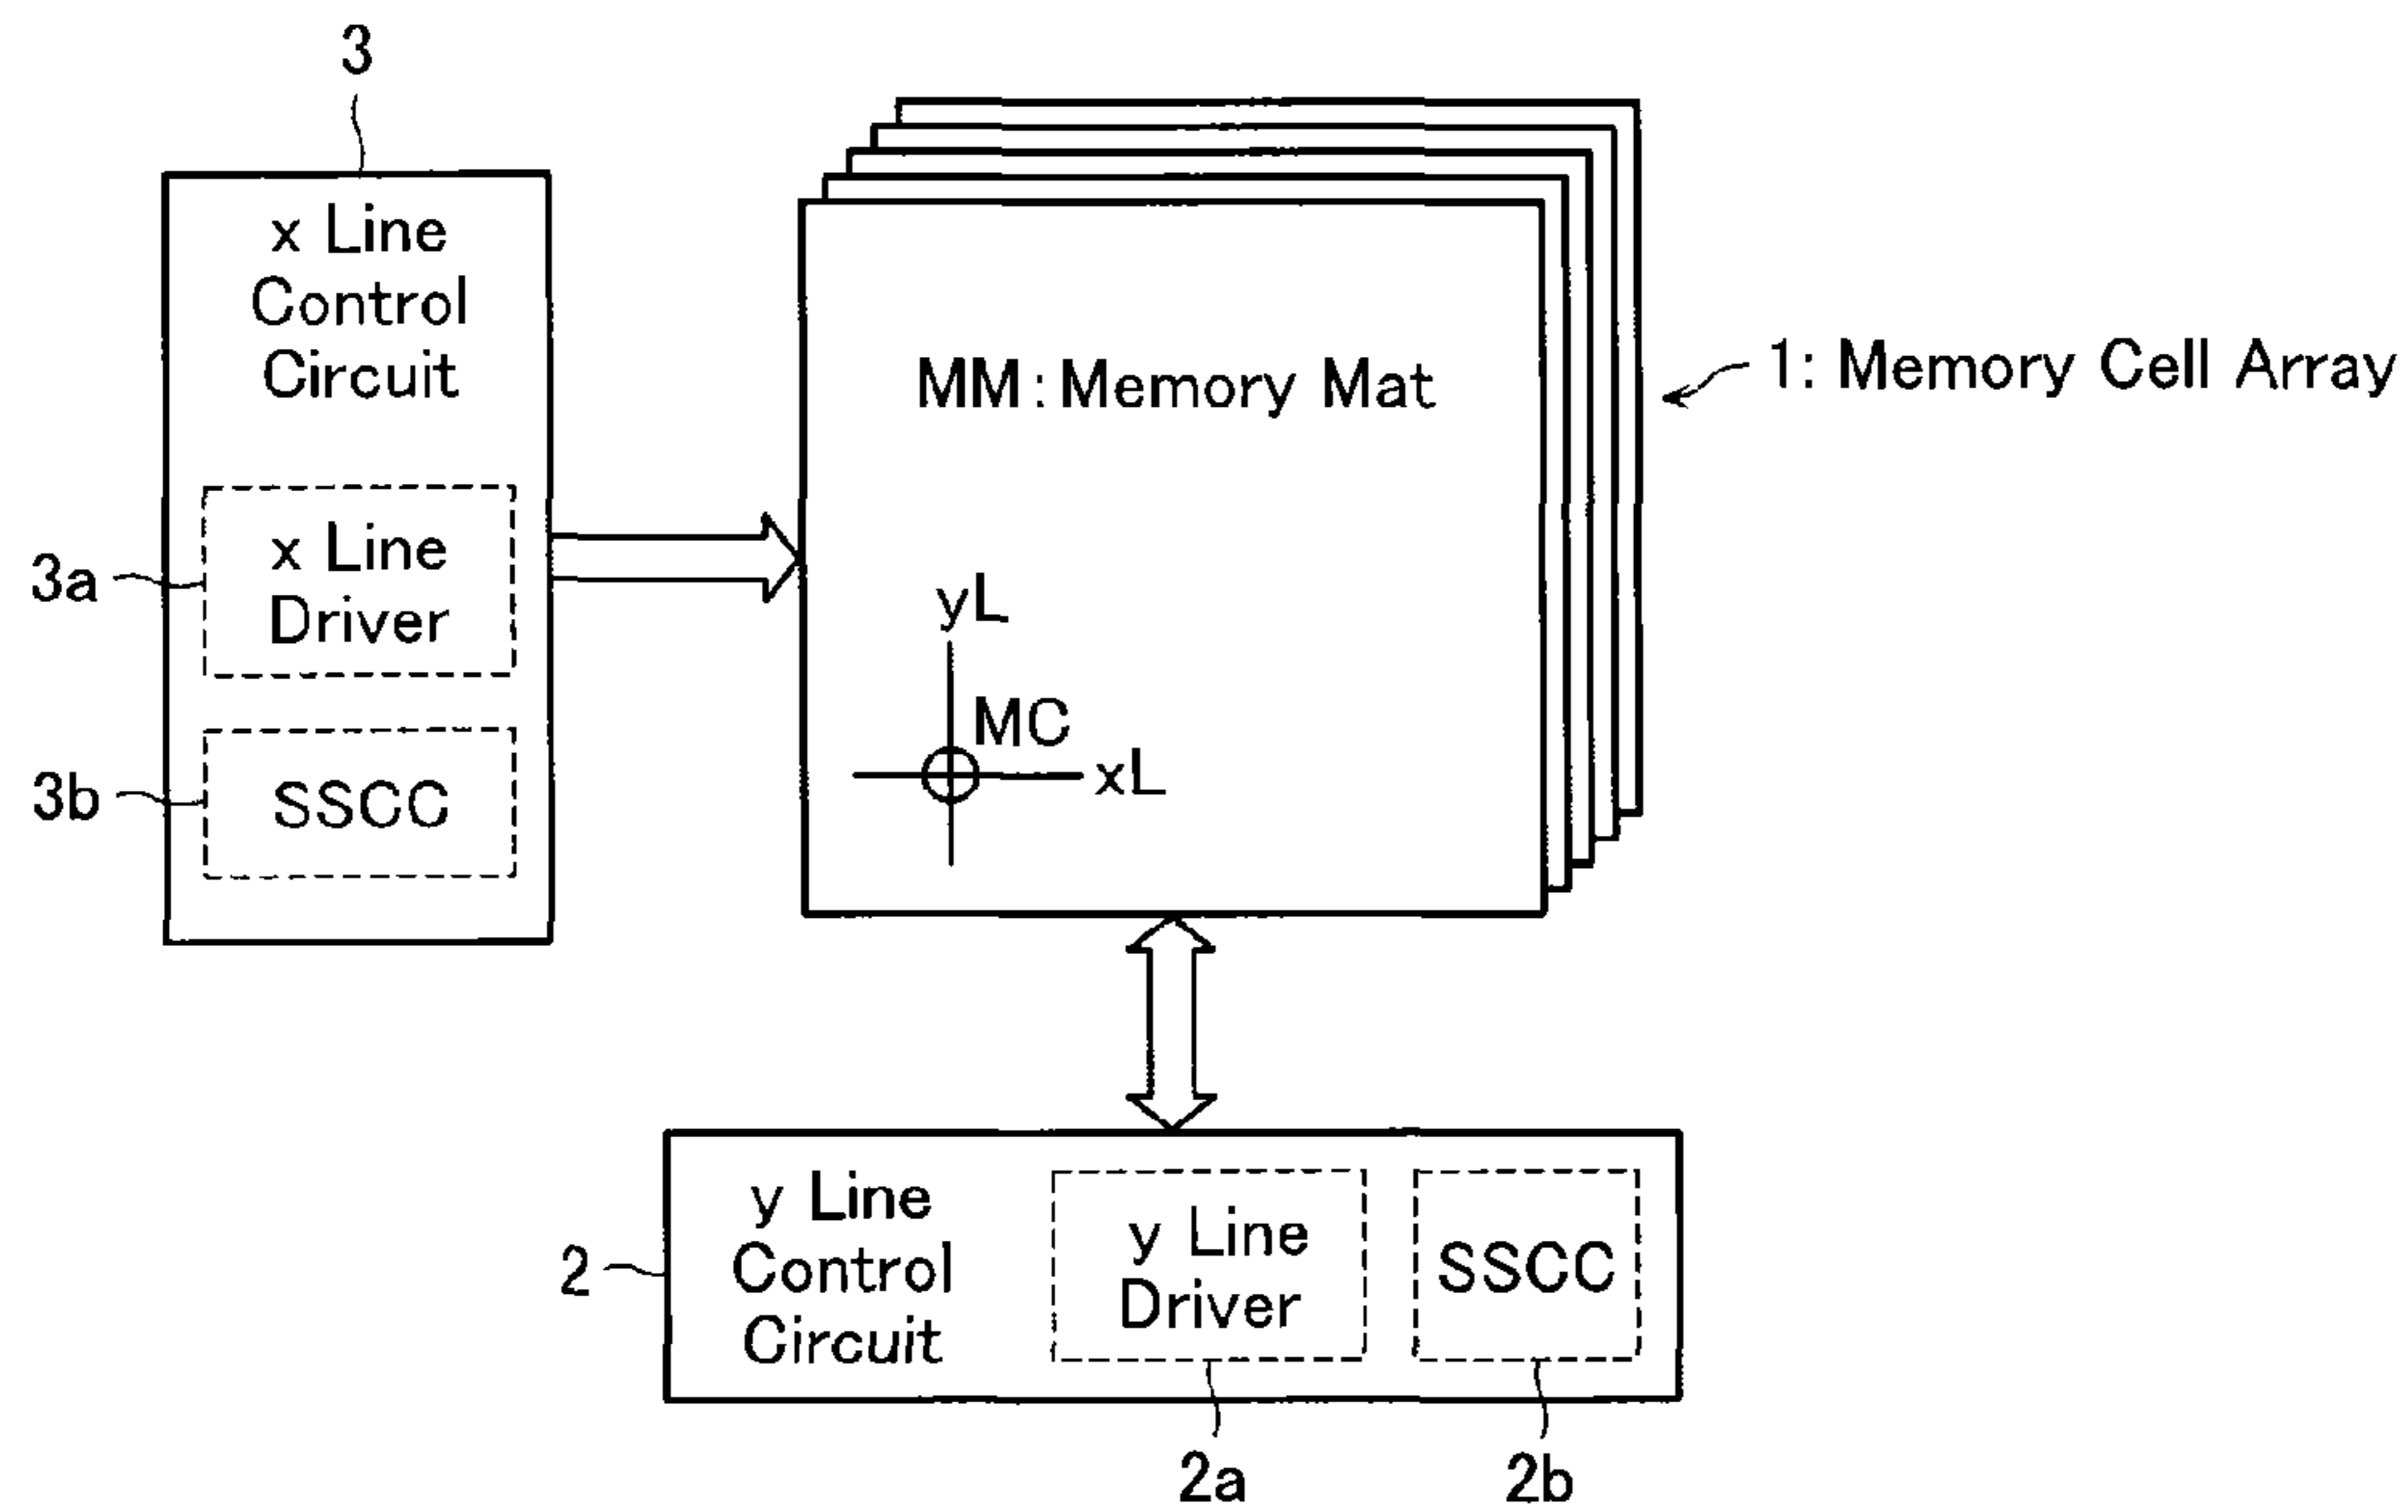 3
x Line
Control
Circuit
3a
x Line
Driver
3b
SSCC
MM : Memory Mat
yL
MC
xL
1: Memory Cell Array
2
y Line
Control
Circuit
y Line
Driver
SSCC
2a
2b